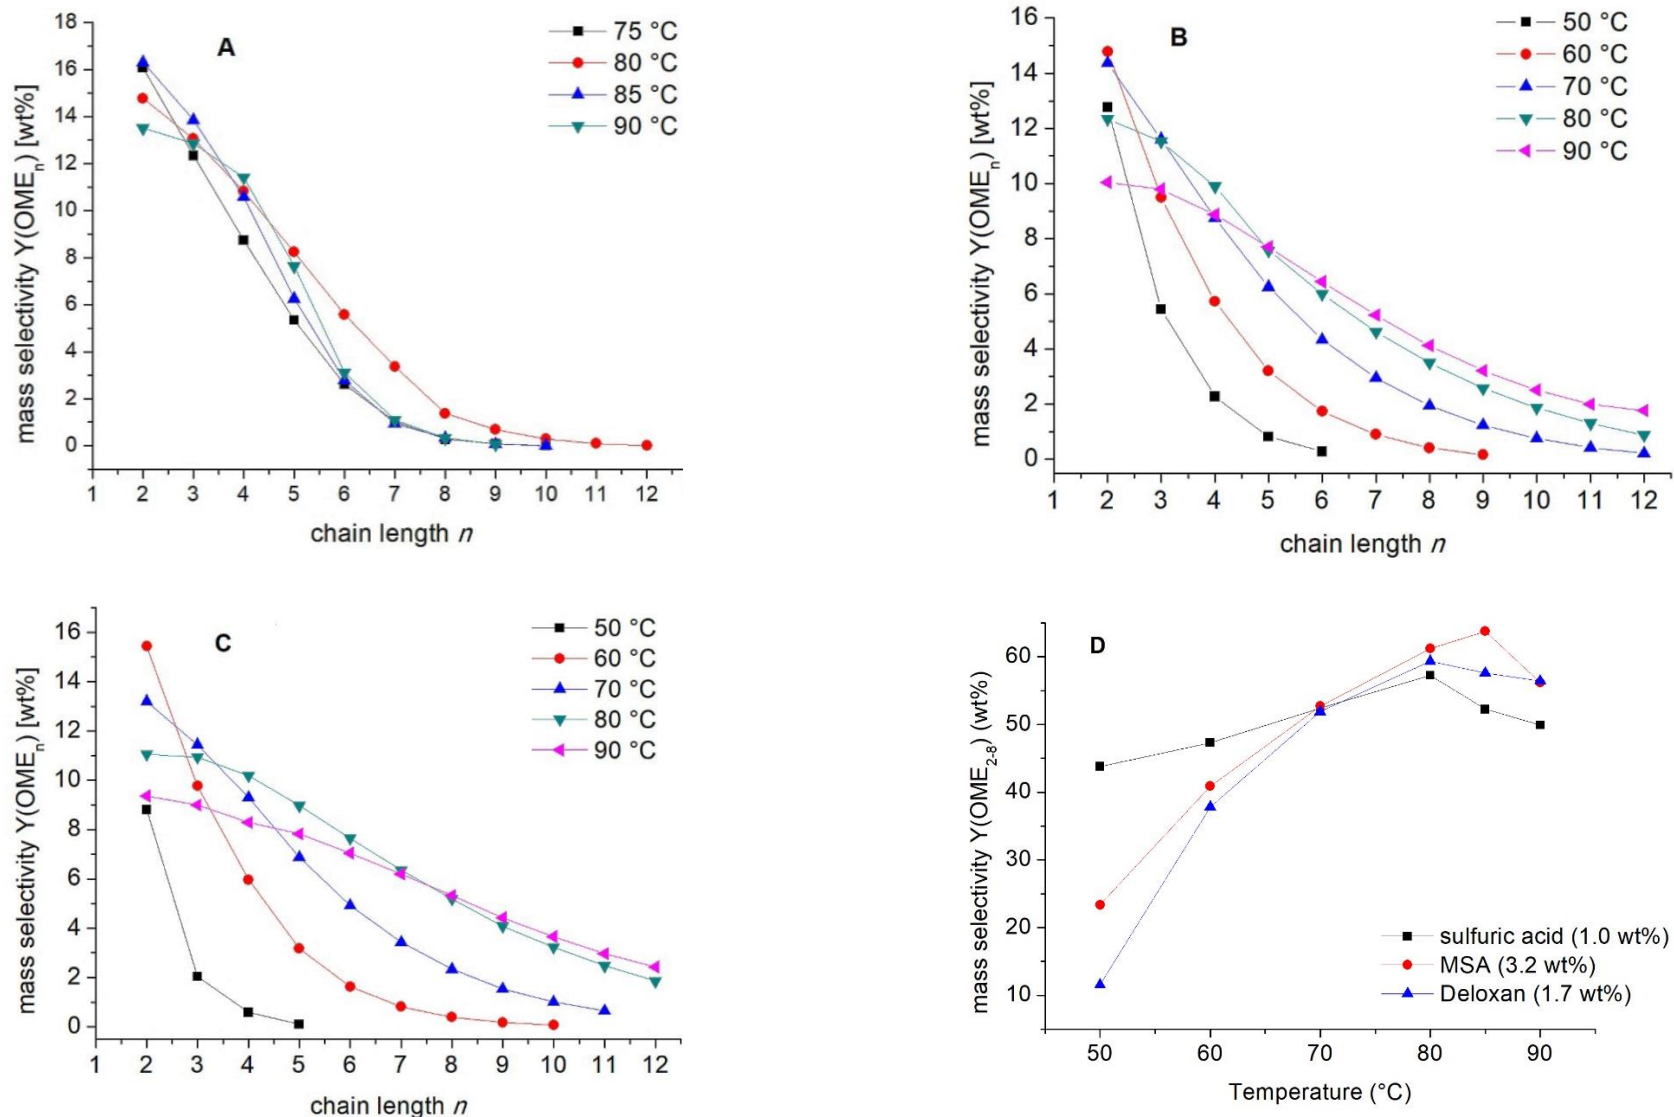 A
75 °C
80 °C
85 °C
90 °C
18
16
14
12
10
8
6
4
2
0
mass selectivity Y(OMEn) [wt%]
1 2 3 4 5 6 7 8 9 10 11 12
chain length n
B
50 °C
60 °C
70 °C
80 °C
90 °C
16
14
12
10
8
6
4
2
0
mass selectivity Y(OMEn) [wt%]
1 2 3 4 5 6 7 8 9 10 11 12
chain length n
C
50 °C
60 °C
70 °C
80 °C
90 °C
16
14
12
10
8
6
4
2
0
mass selectivity Y(OMEn) [wt%]
1 2 3 4 5 6 7 8 9 10 11 12
chain length n
D
60
50
40
30
20
10
mass selectivity Y(OME2-8) (wt%)
sulfuric acid (1.0 wt%)
MSA (3.2 wt%)
Deloxan (1.7 wt%)
50 60 70 80 90
Temperature (°C)